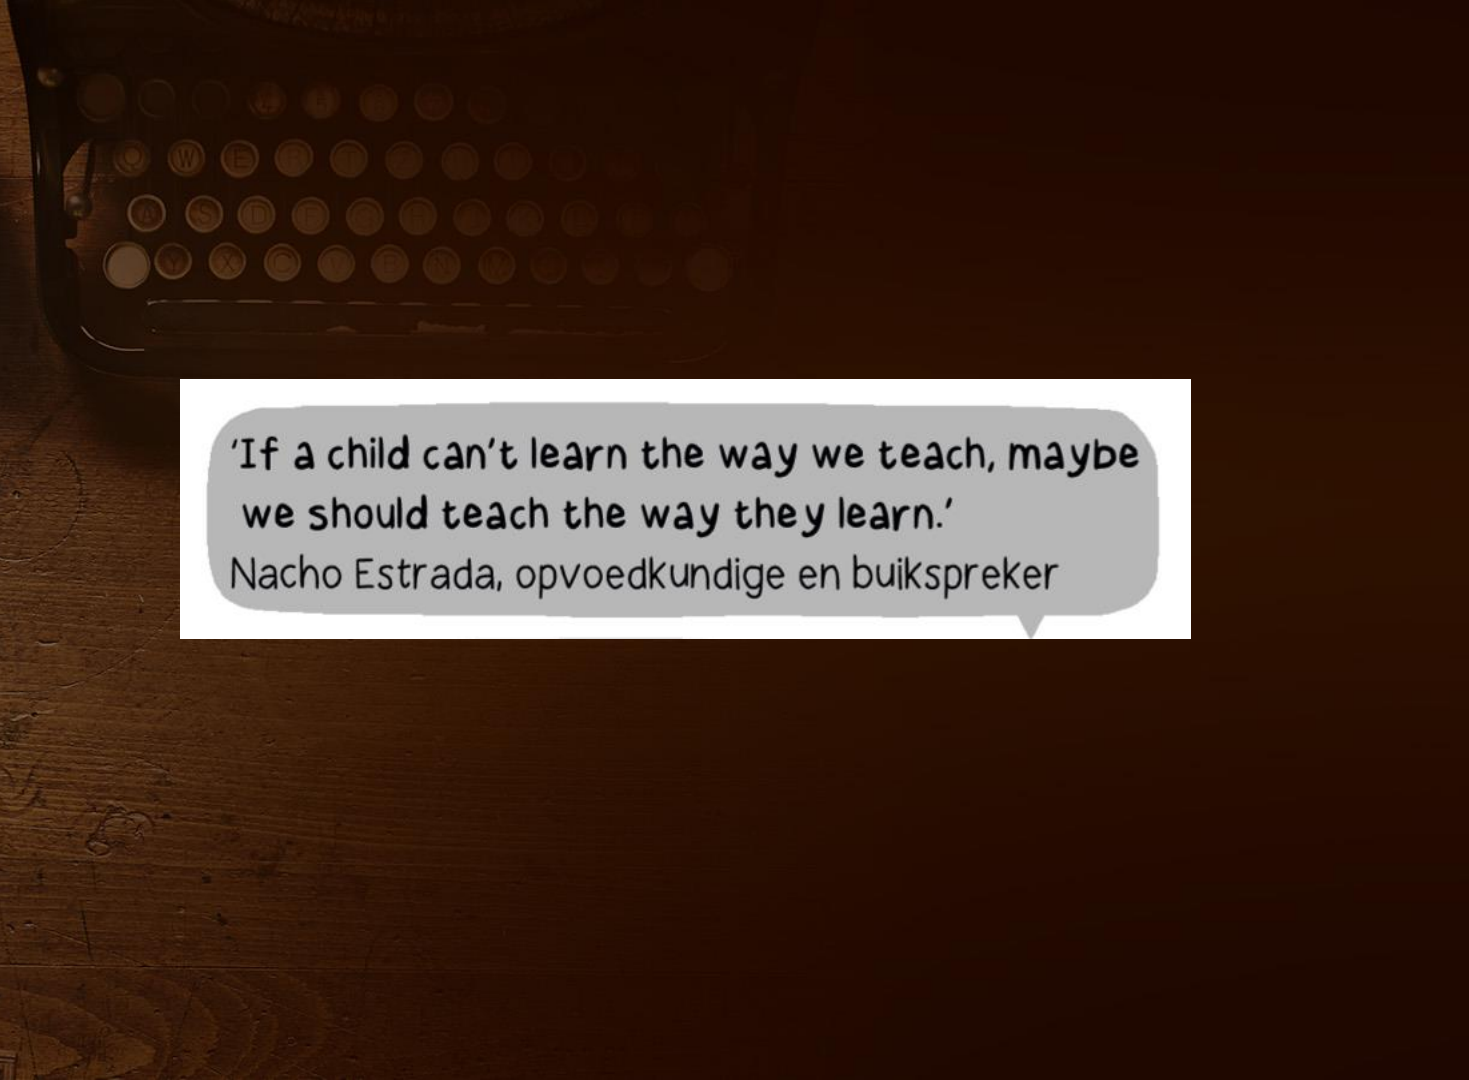 ‘If a child can’t learn the way we teach, maybe
we should teach the way they learn.’
Nacho Estrada, opvoedkundige en buikspreker